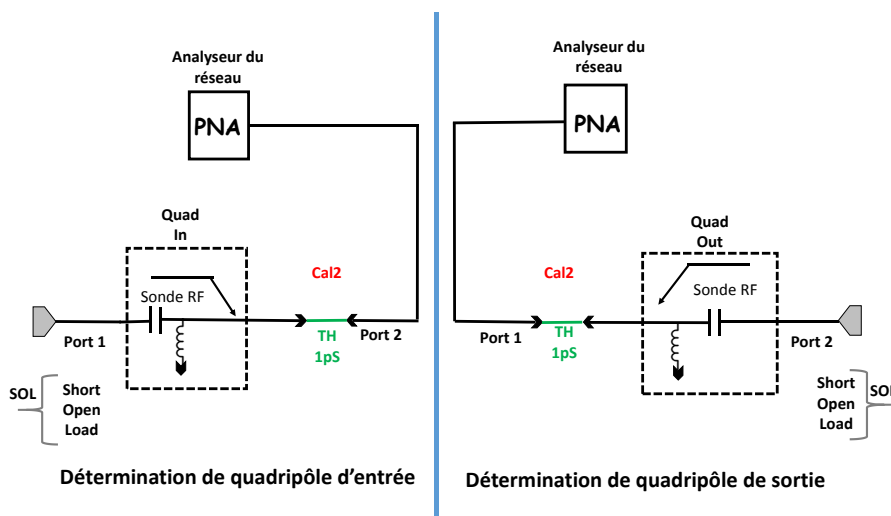 Analyseur du
réseau
PNA
Quad
In
Cal2
Sonde RF
Port 1
TH
1pS
Port 2
SOL
Short
Open
Load
Détermination de quadripôle d'entrée
Analyseur du
réseau
PNA
Quad
Out
Cal2
Sonde RF
Port 1
TH
1pS
Port 2
Short
Open
Load
SOL
Détermination de quadripôle de sortie